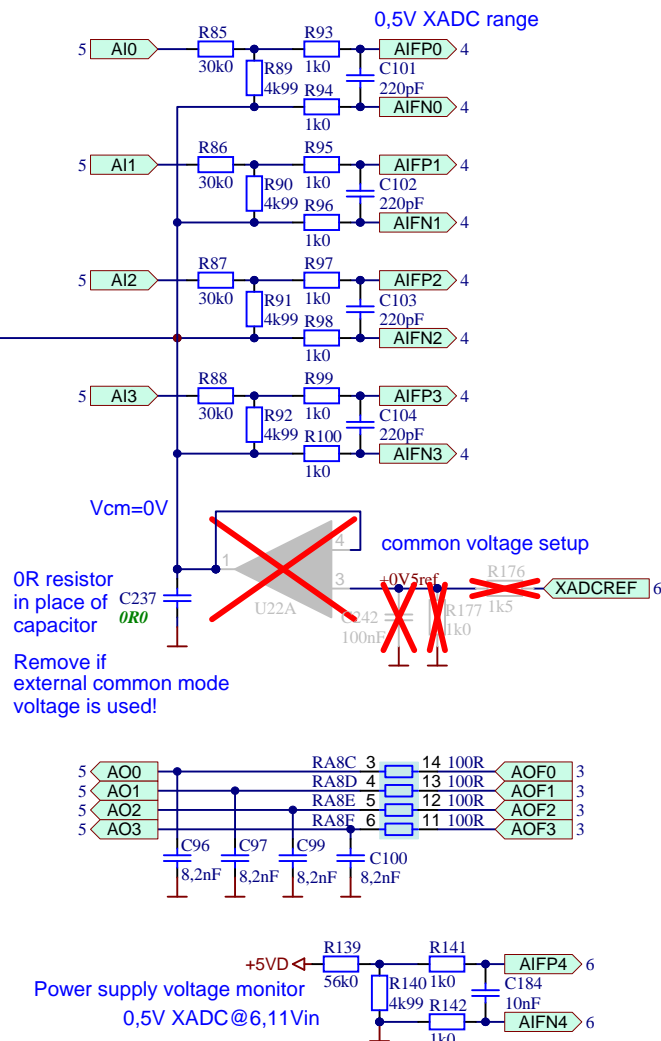 0,5V XADC range
R85 R93
5 AI0 AIFP0 4
30k0 R89 1k0 C101
4k99 R94 220pF
AIFN0 4
1k0
R86 R95
5 AI1 AIFP1 4
30k0 R90 1k0 C102
4k99 R96 220pF
AIFN1 4
1k0
R87 R97
5 AI2 AIFP2 4
30k0 R91 1k0 C103
4k99 R98 220pF
AIFN2 4
1k0
R88 R99
5 AI3 AIFP3 4
30k0 R92 1k0 C104
4k99 R100 220pF
AIFN3 4
1k0
Vcm=0V
4 common voltage setup
1 R176
3 +0V5ref XADCREF 6
0R resistor C237 U22A 1k5
in place of 0R0 C242 R177
capacitor 100nF 1k0
Remove if
external common mode
voltage is used!
RA8C 3 14 100R
5 AO0 AOF0 3
RA8D 4 13 100R
5 AO1 AOF1 3
RA8E 5 12 100R
5 AO2 AOF2 3
RA8F 6 11 100R
5 AO3 AOF3 3
C96 C97 C99 C100
8,2nF 8,2nF 8,2nF 8,2nF
R139 R141
+5VD AIFP4 6
56k0 R140 1k0 C184
Power supply voltage monitor 4k99 R142 10nF
0,5V XADC@6,11Vin AIFN4 6
1k0